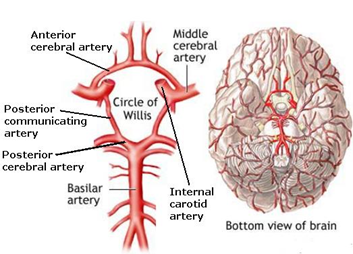 Anterior
cerebral artery
Middle
cerebral
artery
Circle of
Willis
Posterior
communicating
artery
Posterior
cerebral artery
Basilar
artery
Internal
carotid
artery
Bottom view of brain